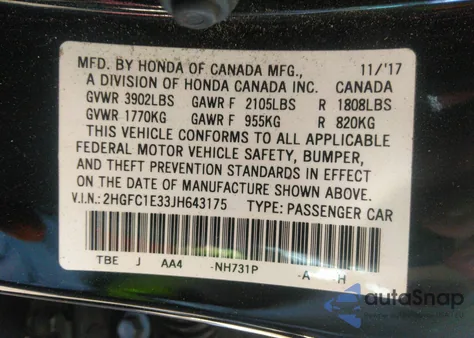 MFD. BY HONDA OF CANADA MFG., 11/'17
A DIVISION OF HONDA CANADA INC. CANADA
GVWR 3902LBS GAWR F 2105LBS R 1808LBS
GVWR 1770KG GAWR F 955KG R 820KG
THIS VEHICLE CONFORMS TO ALL APPLICABLE
FEDERAL MOTOR VEHICLE SAFETY, BUMPER,
AND THEFT PREVENTION STANDARDS IN EFFECT
ON THE DATE OF MANUFACTURE SHOWN ABOVE.
V.I.N.: 2HGFC1E33JH643175 TYPE: PASSENGER CAR
TBE J AA4 -NH731P -A H
autoSnap